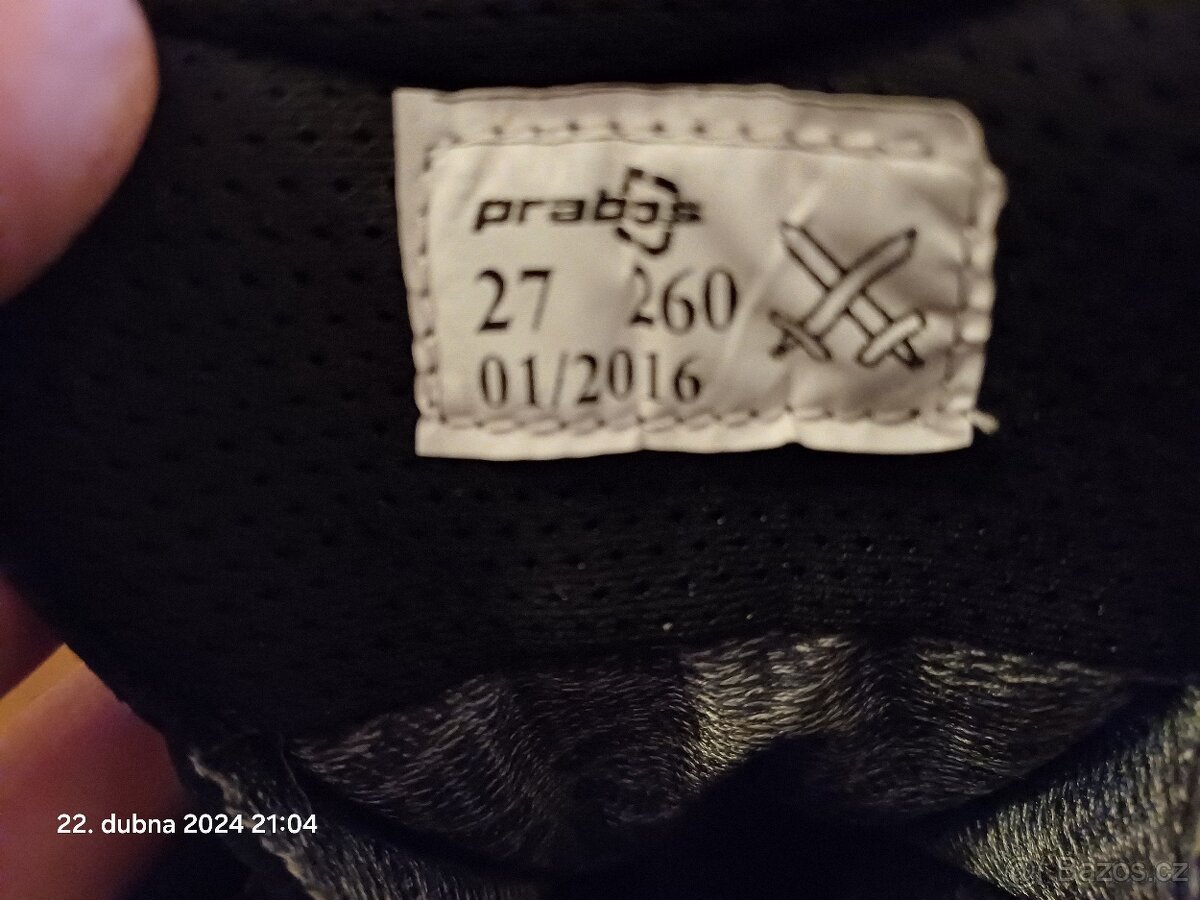 prabos
27 260
01/2016
22. dubna 2024 21:04
Bazos.cz